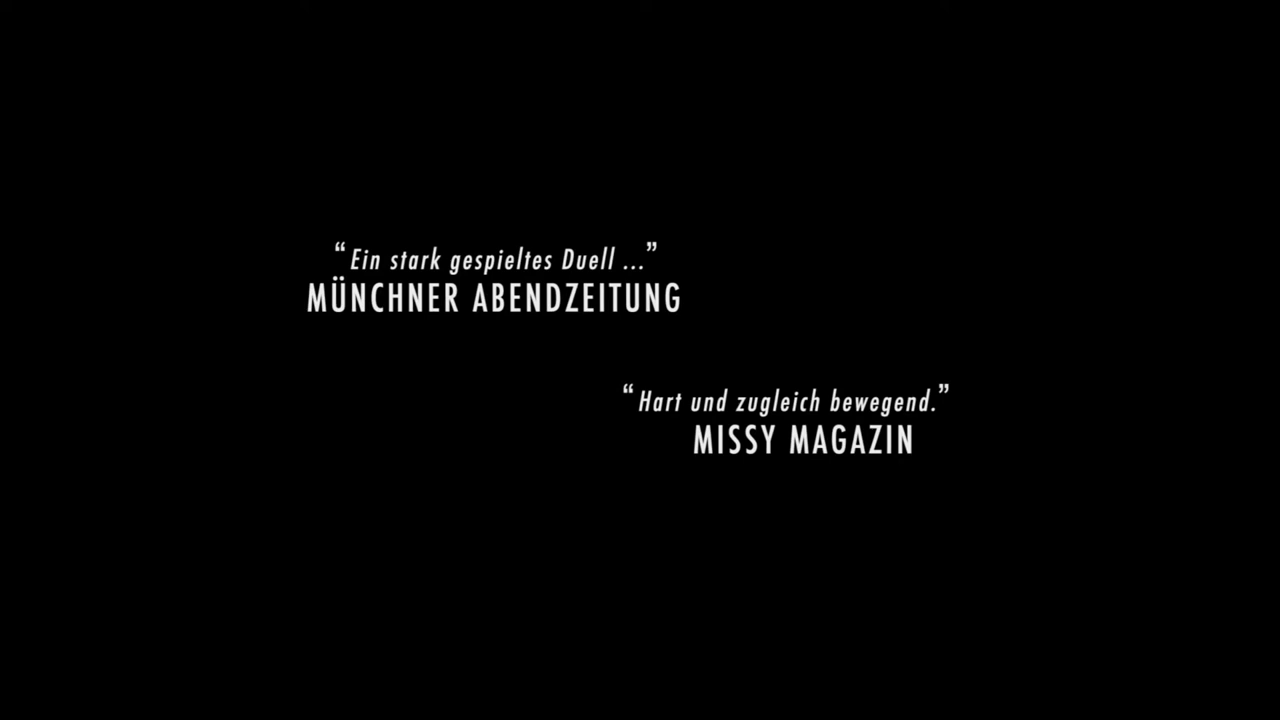 “Ein stark gespieltes Duell ...”
MÜNCHNER ABENDZEITUNG
“Hart und zugleich bewegend.”
MISSY MAGAZIN